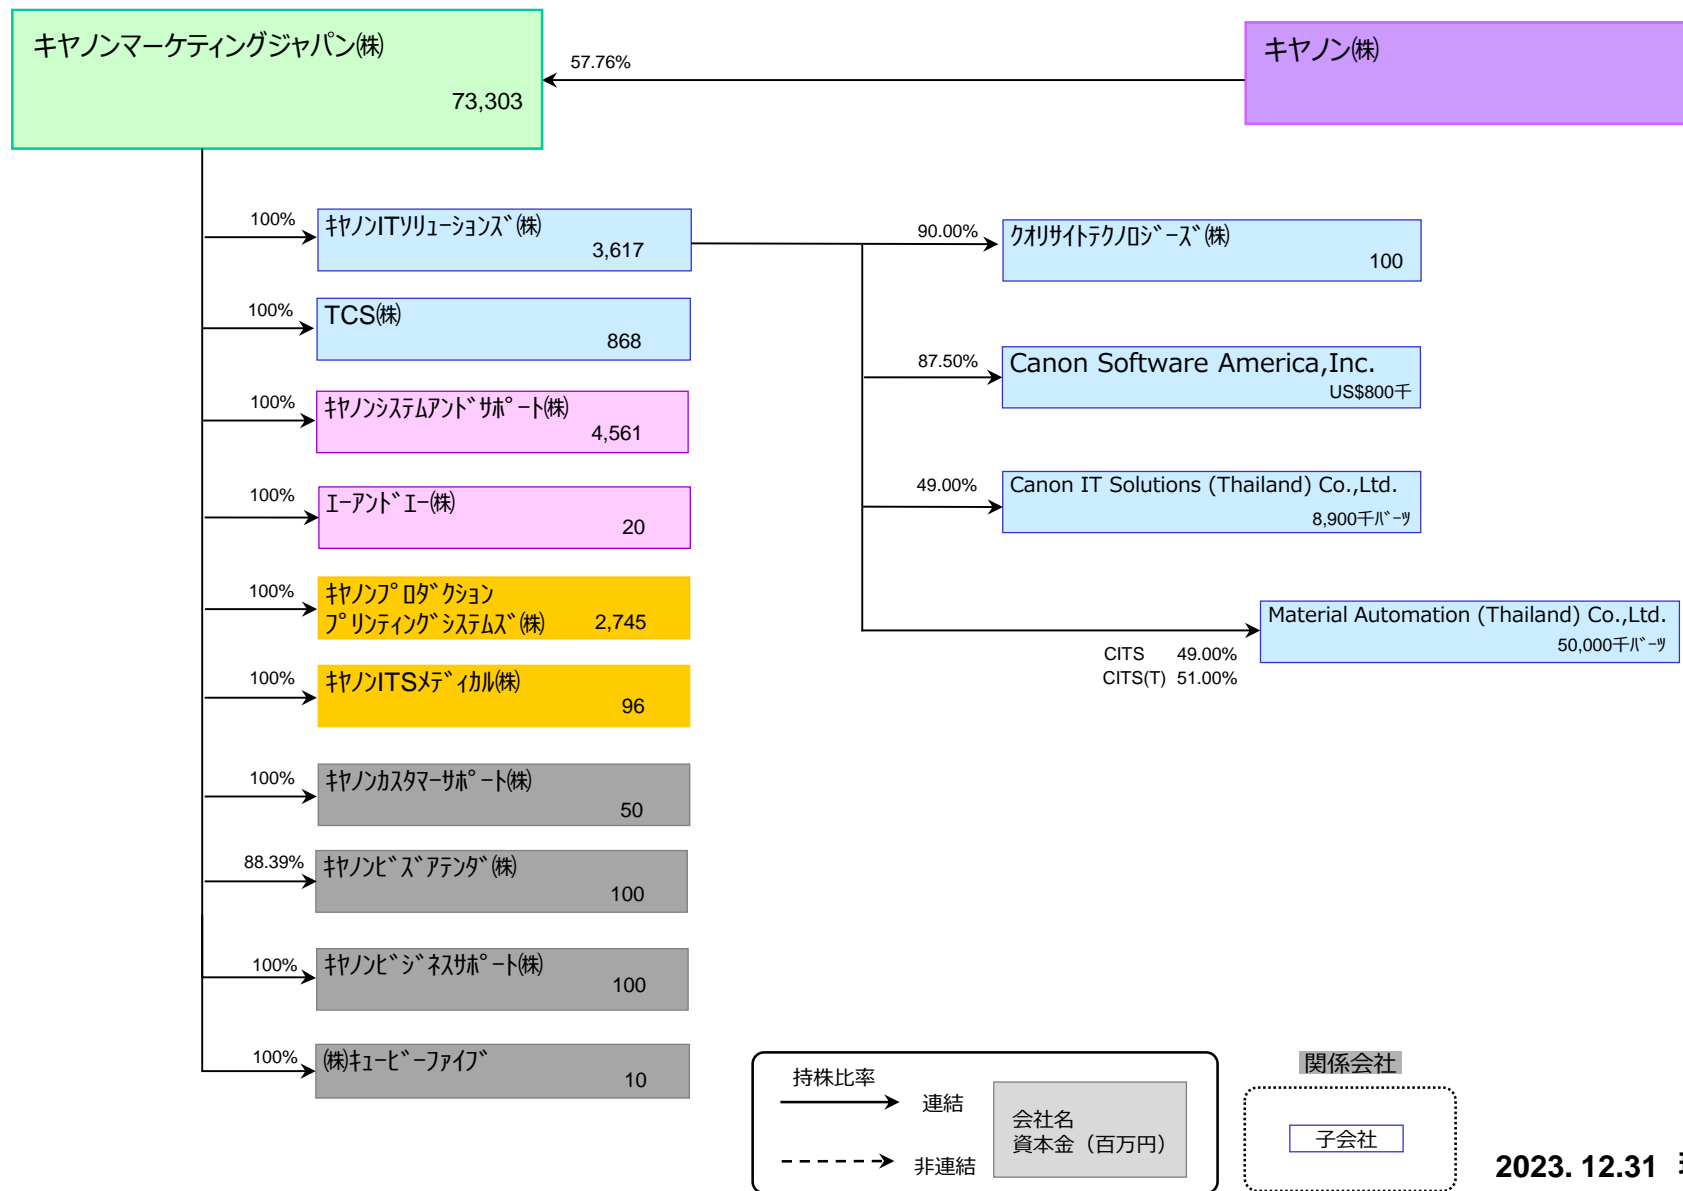 キヤノンマーケティングジャパン㈱
73,303
57.76%
キヤノン㈱
100%
ｷヤﾉﾝITｿﾘｭｰｼｮﾝｽﾞ㈱
3,617
90.00%
ｸオﾘｻｲﾄﾃｸﾉﾛｼﾞｰｽﾞ㈱
100
100%
TCS㈱
868
87.50%
Canon Software America,Inc.
US$800千
100%
ｷヤﾉﾝｼｽﾃﾑｱﾝﾄﾞｻﾎﾟｰﾄ㈱
4,561
49.00%
Canon IT Solutions (Thailand) Co.,Ltd.
8,900千ﾊﾞｰﾂ
100%
ｴｰｱﾝﾄﾞｴｰ㈱
20
100%
ｷヤﾉﾝﾌﾟﾛﾀﾞｸｼｮﾝ
ﾌﾟﾘﾝﾃｨﾝｸﾞｼｽﾃﾑｽﾞ㈱
2,745
Material Automation (Thailand) Co.,Ltd.
50,000千ﾊﾞｰﾂ
CITS 49.00%
CITS(T) 51.00%
100%
ｷヤﾉﾝITSﾒﾃﾞｨｶﾙ㈱
96
100%
ｷヤﾉﾝｶｽﾀﾏｰｻﾎﾟｰﾄ㈱
50
88.39%
ｷヤﾉﾝﾋﾞｽﾞｱﾃﾝﾀﾞ㈱
100
100%
ｷヤﾉﾝﾋﾞｼﾞﾈｽｻﾎﾟｰﾄ㈱
100
100%
㈱ｷｭｰﾋﾞｰﾌｧｲﾌﾞ
10
持株比率
連結
非連結
会社名
資本金（百万円）
関係会社
子会社
2023. 12.31